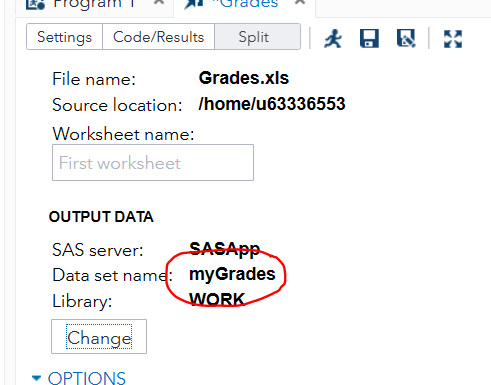 Program 1
*Grades
Settings Code/Results Split
File name: Grades.xls
Source location: /home/u63336553
Worksheet name:
First worksheet
OUTPUT DATA
SAS server: SASApp
Data set name: myGrades
Library: WORK
Change
OPTIONS